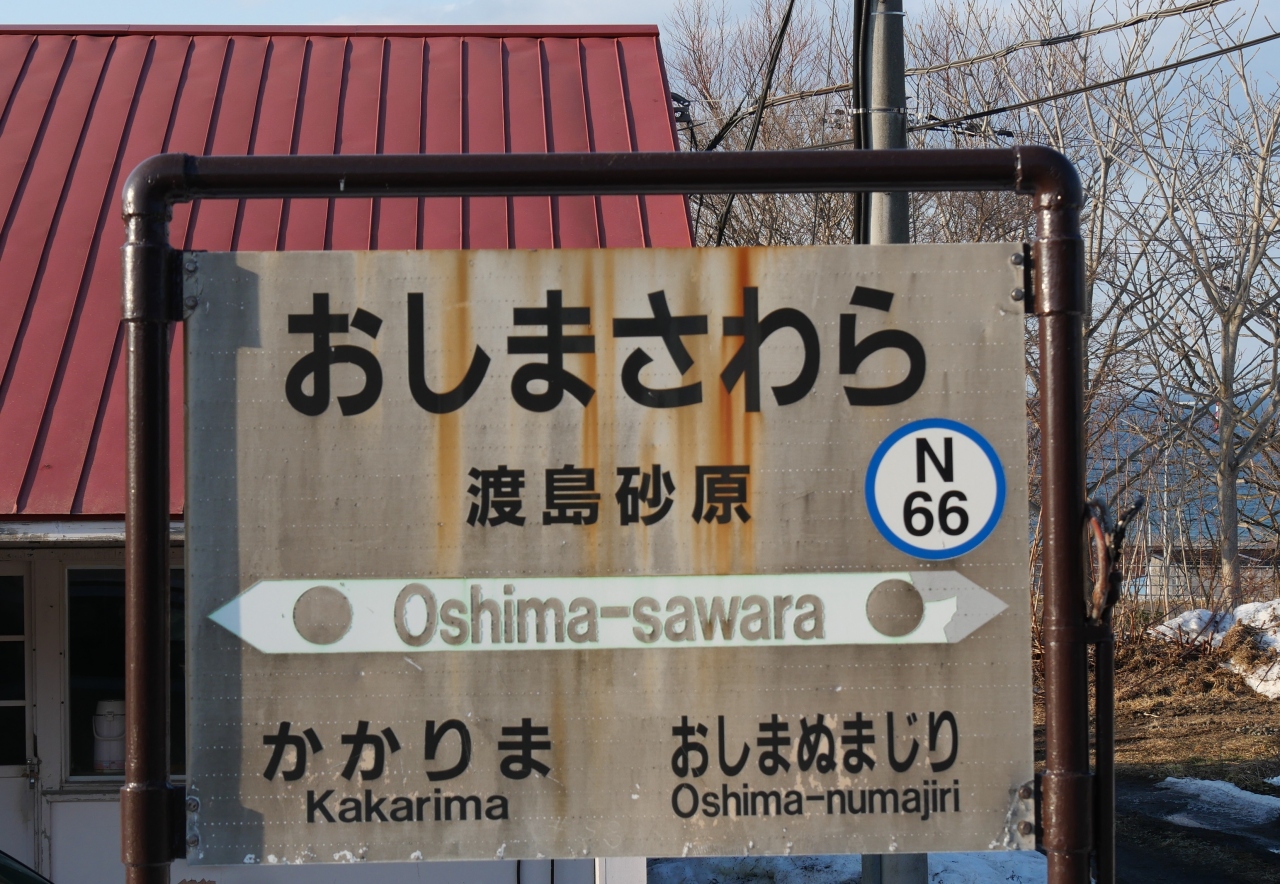 おしまさわら
渡島砂原
N
66
Oshima-sawara
かかりま
Kakarima
おしまぬまじり
Oshima-numajiri